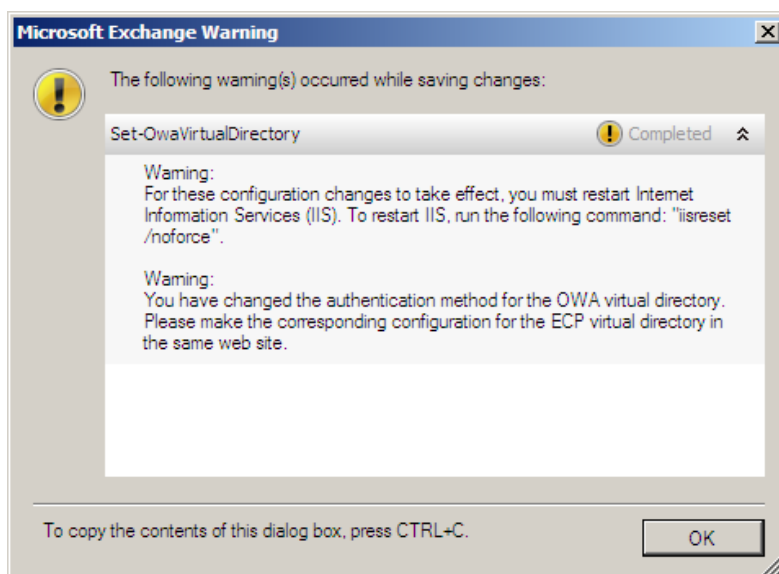 Microsoft Exchange Warning
The following warning(s) occurred while saving changes:
Set-OwaVirtualDirectory
Completed
Warning:
For these configuration changes to take effect, you must restart Internet
Information Services (IIS). To restart IIS, run the following command: "iisreset
/noforce".
Warning:
You have changed the authentication method for the OWA virtual directory.
Please make the corresponding configuration for the ECP virtual directory in
the same web site.
To copy the contents of this dialog box, press CTRL+C.
OK